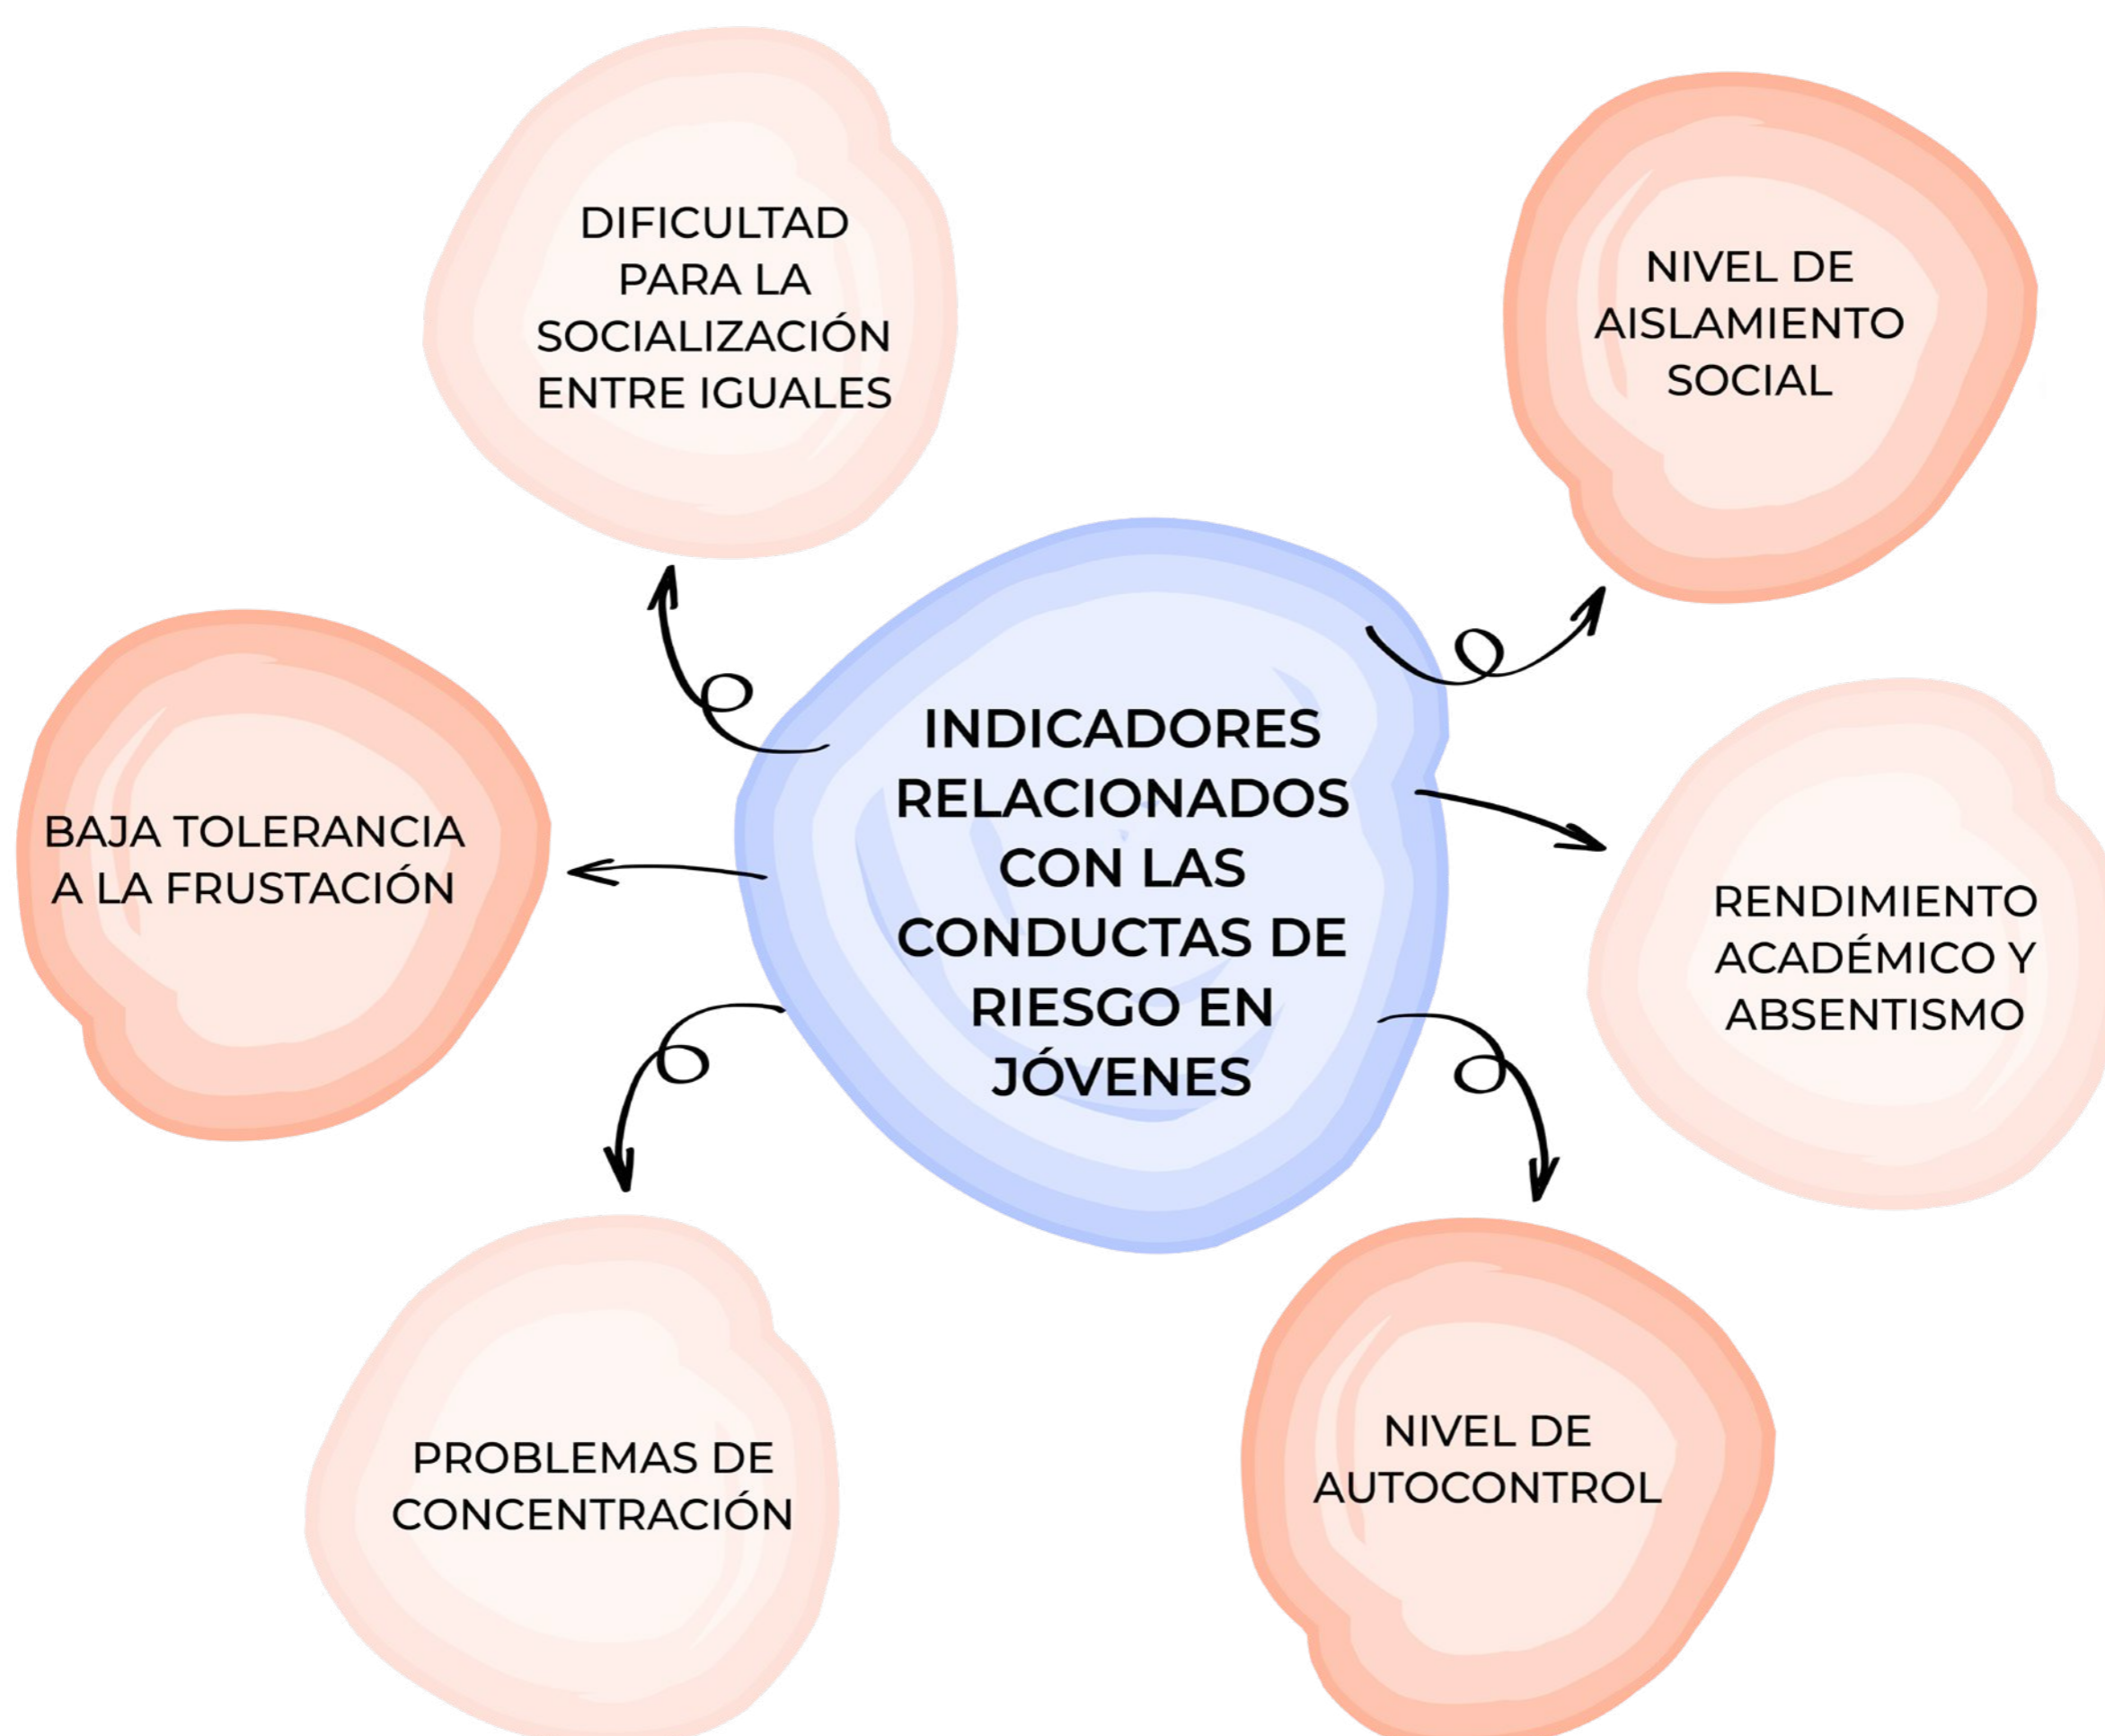 DIFICULTAD
PARA LA
SOCIALIZACIÓN
ENTRE IGUALES
NIVEL DE
AISLAMIENTO
SOCIAL
BAJA TOLERANCIA
A LA FRUSTACIÓN
INDICADORES
RELACIONADOS
CON LAS
CONDUCTAS DE
RIESGO EN
JÓVENES
RENDIMIENTO
ACADÉMICO Y
ABSENTISMO
PROBLEMAS DE
CONCENTRACIÓN
NIVEL DE
AUTOCONTROL